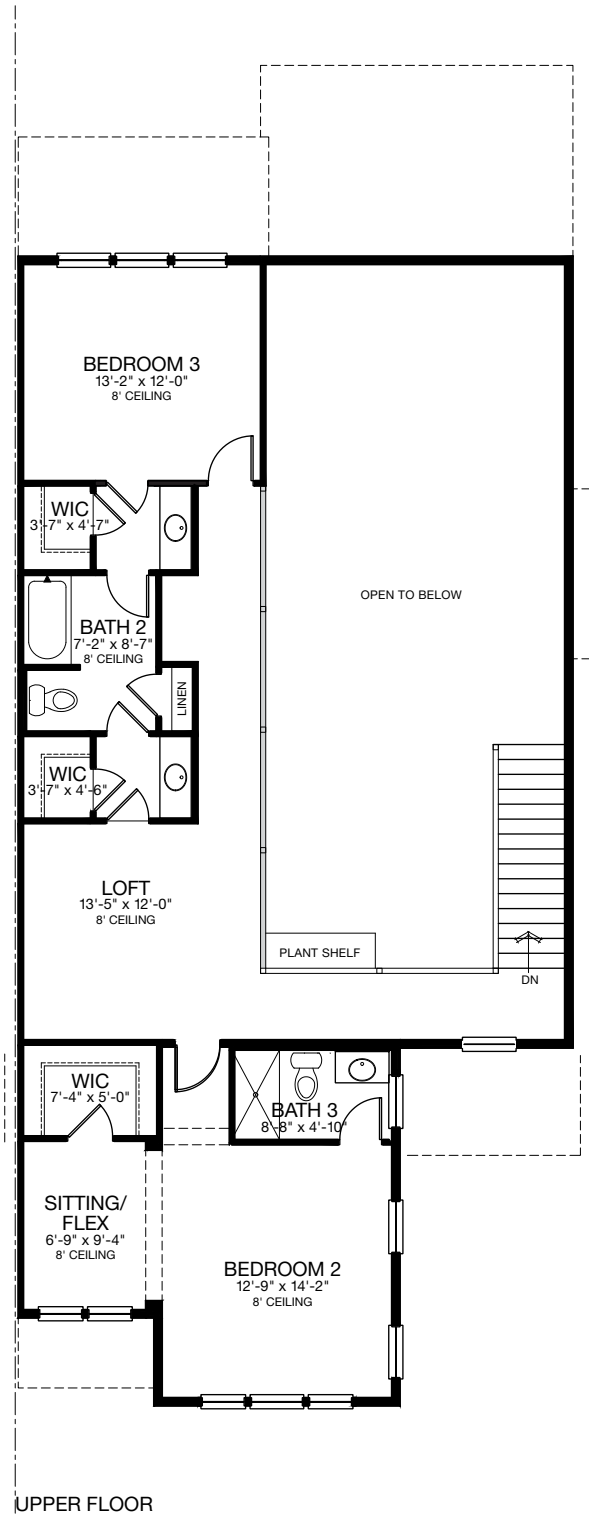 BEDROOM 3
13'-2" x 12'-0"
8' CEILING
WIC
3'-7" x 4'-7"
OPEN TO BELOW
BATH 2
7'-2" x 8'-7"
8' CEILING
LINEN
WIC
3'-7" x 4'-6"
LOFT
13'-5" x 12'-0"
8' CEILING
PLANT SHELF
DN
WIC
7'-4" x 5'-0"
BATH 3
8'-8" x 4'-10"
SITTING/
FLEX
6'-9" x 9'-4"
8' CEILING
BEDROOM 2
12'-9" x 14'-2"
8' CEILING
UPPER FLOOR